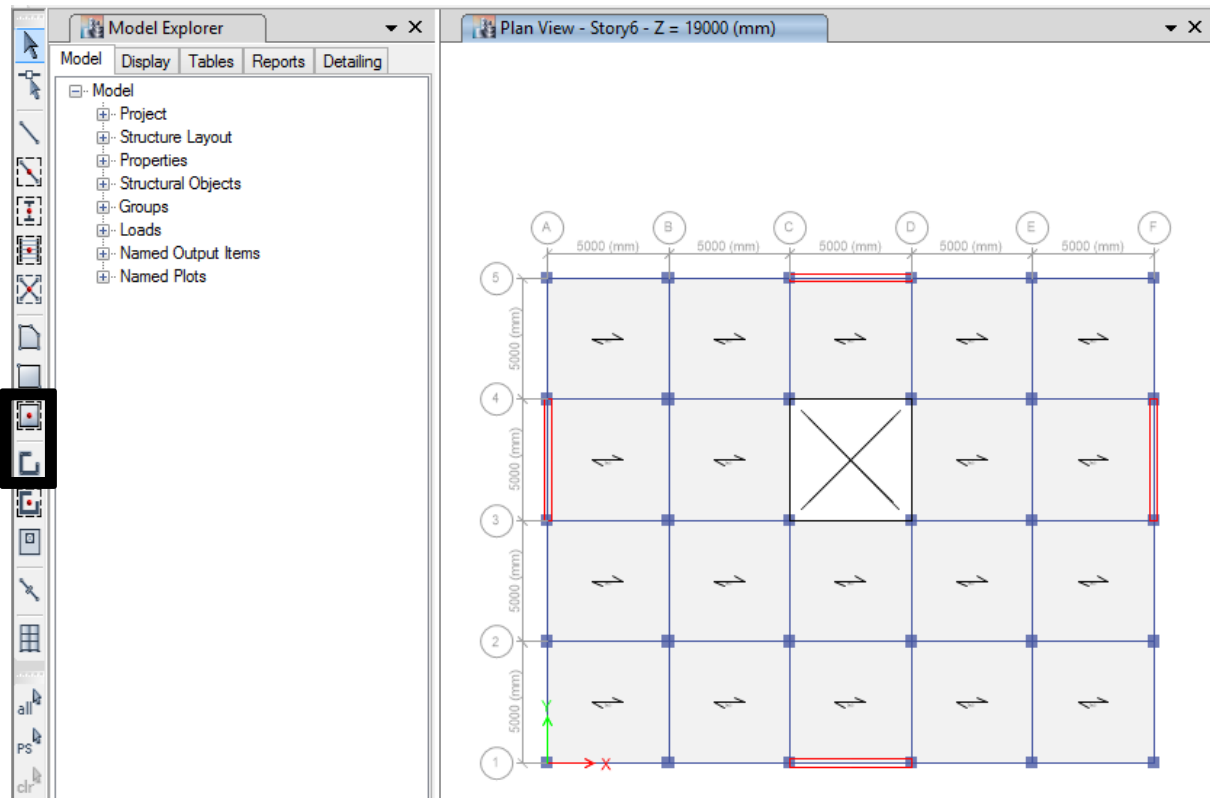 Model Explorer
Model Display Tables Reports Detailing
Model
Project
Structure Layout
Properties
Structural Objects
Groups
Loads
Named Output Items
Named Plots
all
PS
clr
Plan View - Story6 - Z = 19000 (mm)
A B C D E F
5000 (mm) 5000 (mm) 5000 (mm) 5000 (mm) 5000 (mm)
5
5000 (mm)
4
5000 (mm)
3
5000 (mm)
2
5000 (mm)
1
Y
X